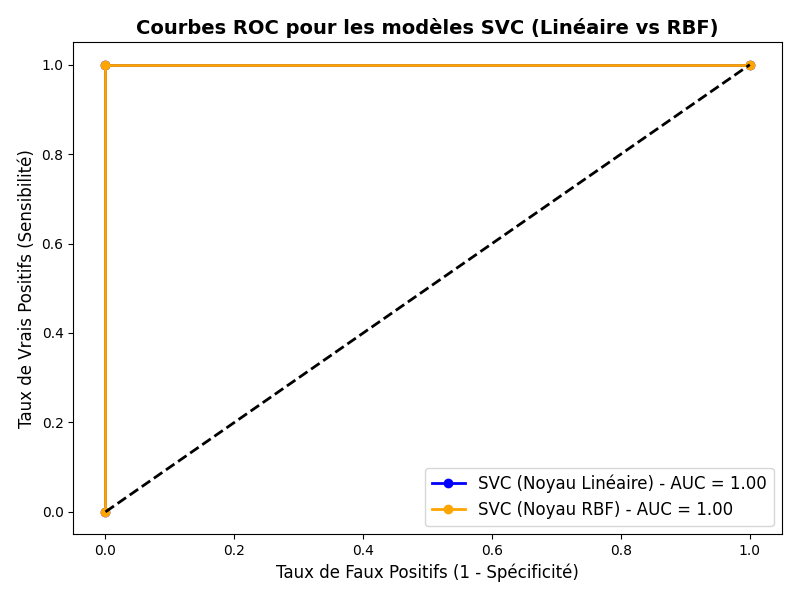 Courbes ROC pour les modèles SVC (Linéaire vs RBF)
Taux de Vrais Positifs (Sensibilité)
1.0
0.8
0.6
0.4
0.2
0.0
SVC (Noyau Linéaire) - AUC = 1.00
SVC (Noyau RBF) - AUC = 1.00
0.0 0.2 0.4 0.6 0.8 1.0
Taux de Faux Positifs (1 - Spécificité)